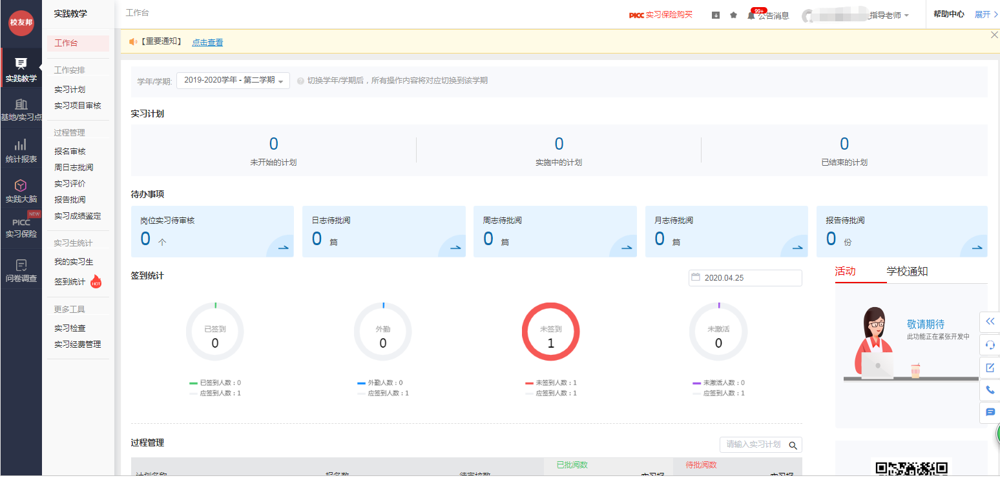 校友邦
实践教学
基地/实习点
统计报表
实践大脑
NEW
PICC
实习保险
问卷调查
实践教学
工作台
工作安排
实习计划
实习项目审核
过程管理
报名审核
周日志批阅
实习评价
报告批阅
实习成绩鉴定
实习生统计
我的实习生
签到统计 HOT
更多工具
实习检查
实习经费管理
工作台
PICC 实习保险购买
99+
公告消息
指导老师
帮助中心 展开
【重要通知】 点击查看
学年/学期: 2019-2020学年 - 第二学期 切换学年/学期后，所有操作内容将对应切换到该学期
实习计划
0 0 0
未开始的计划 实施中的计划 已结束的计划
待办事项
岗位实习待审核 日志待批阅 周志待批阅 月志待批阅 报告待批阅
0 个 0 篇 0 篇 0 篇 0 份
签到统计 2020.04.25
已签到 外勤 未签到 未激活
0 0 1 0
已签到人数：0 外勤人数：0 未签到人数：1 未激活人数：0
应签到人数：1 应签到人数：1 应签到人数：1 应签到人数：1
活动 学校通知
敬请期待
此功能正在紧张开发中
过程管理 请输入实习计划
已批阅数 待批阅数
计划名称 报名数 待审核数 实习报 实习报